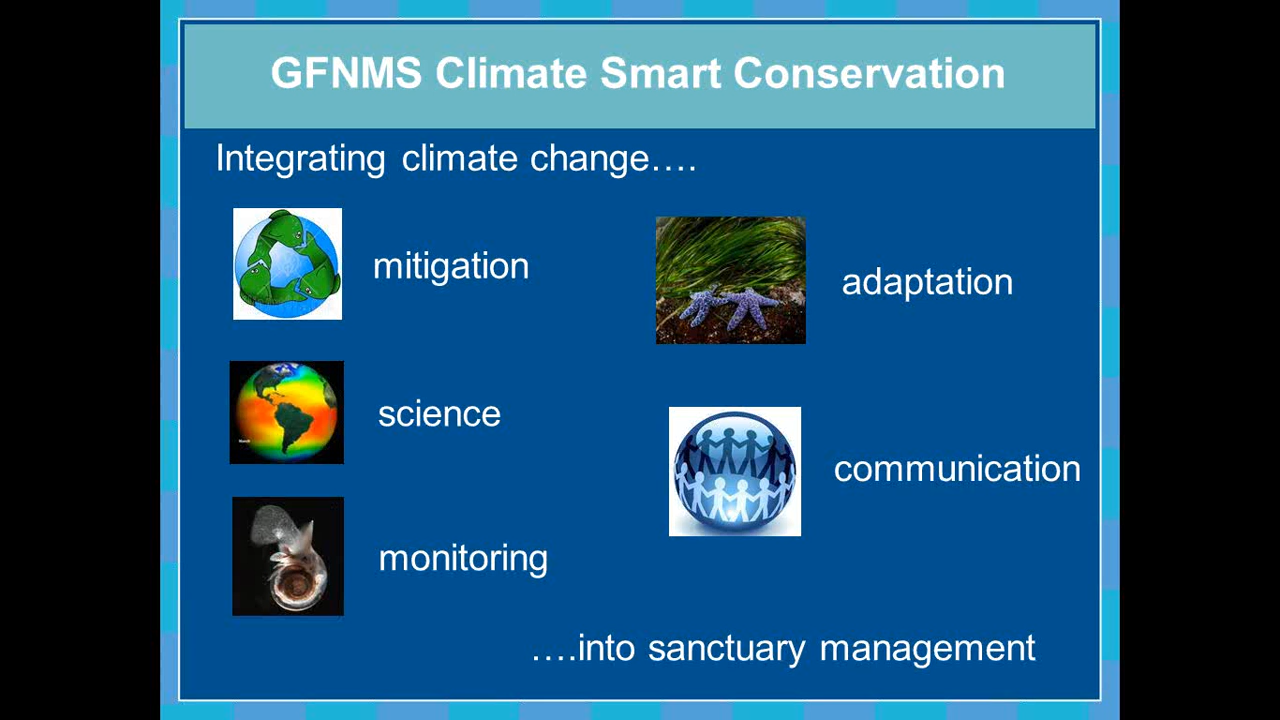 GFNMS Climate Smart Conservation
Integrating climate change….
mitigation
adaptation
science
communication
monitoring
….into sanctuary management